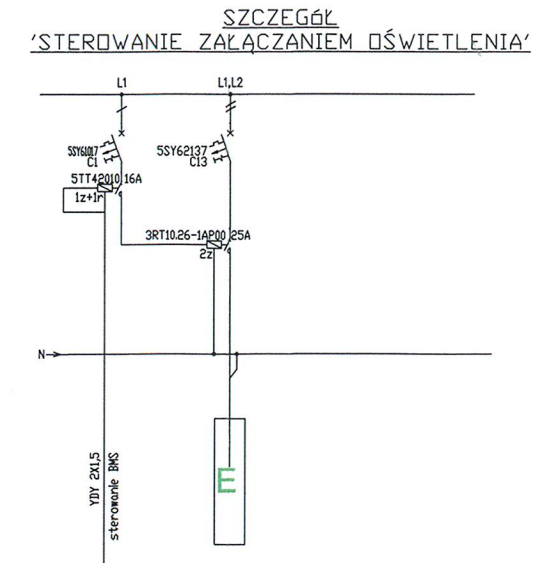 SZCZEGÓŁ
'STEROWANIE ZAŁĄCZANIEM OŚWIETLENIA'
L1
L1,L2
5SY61017
C1
5SY62137
C13
5TT42010 16A
1z+1r
3RT10.26-1AP00 25A
2z
N
YDY 2X1,5
sterowanie BMS
E